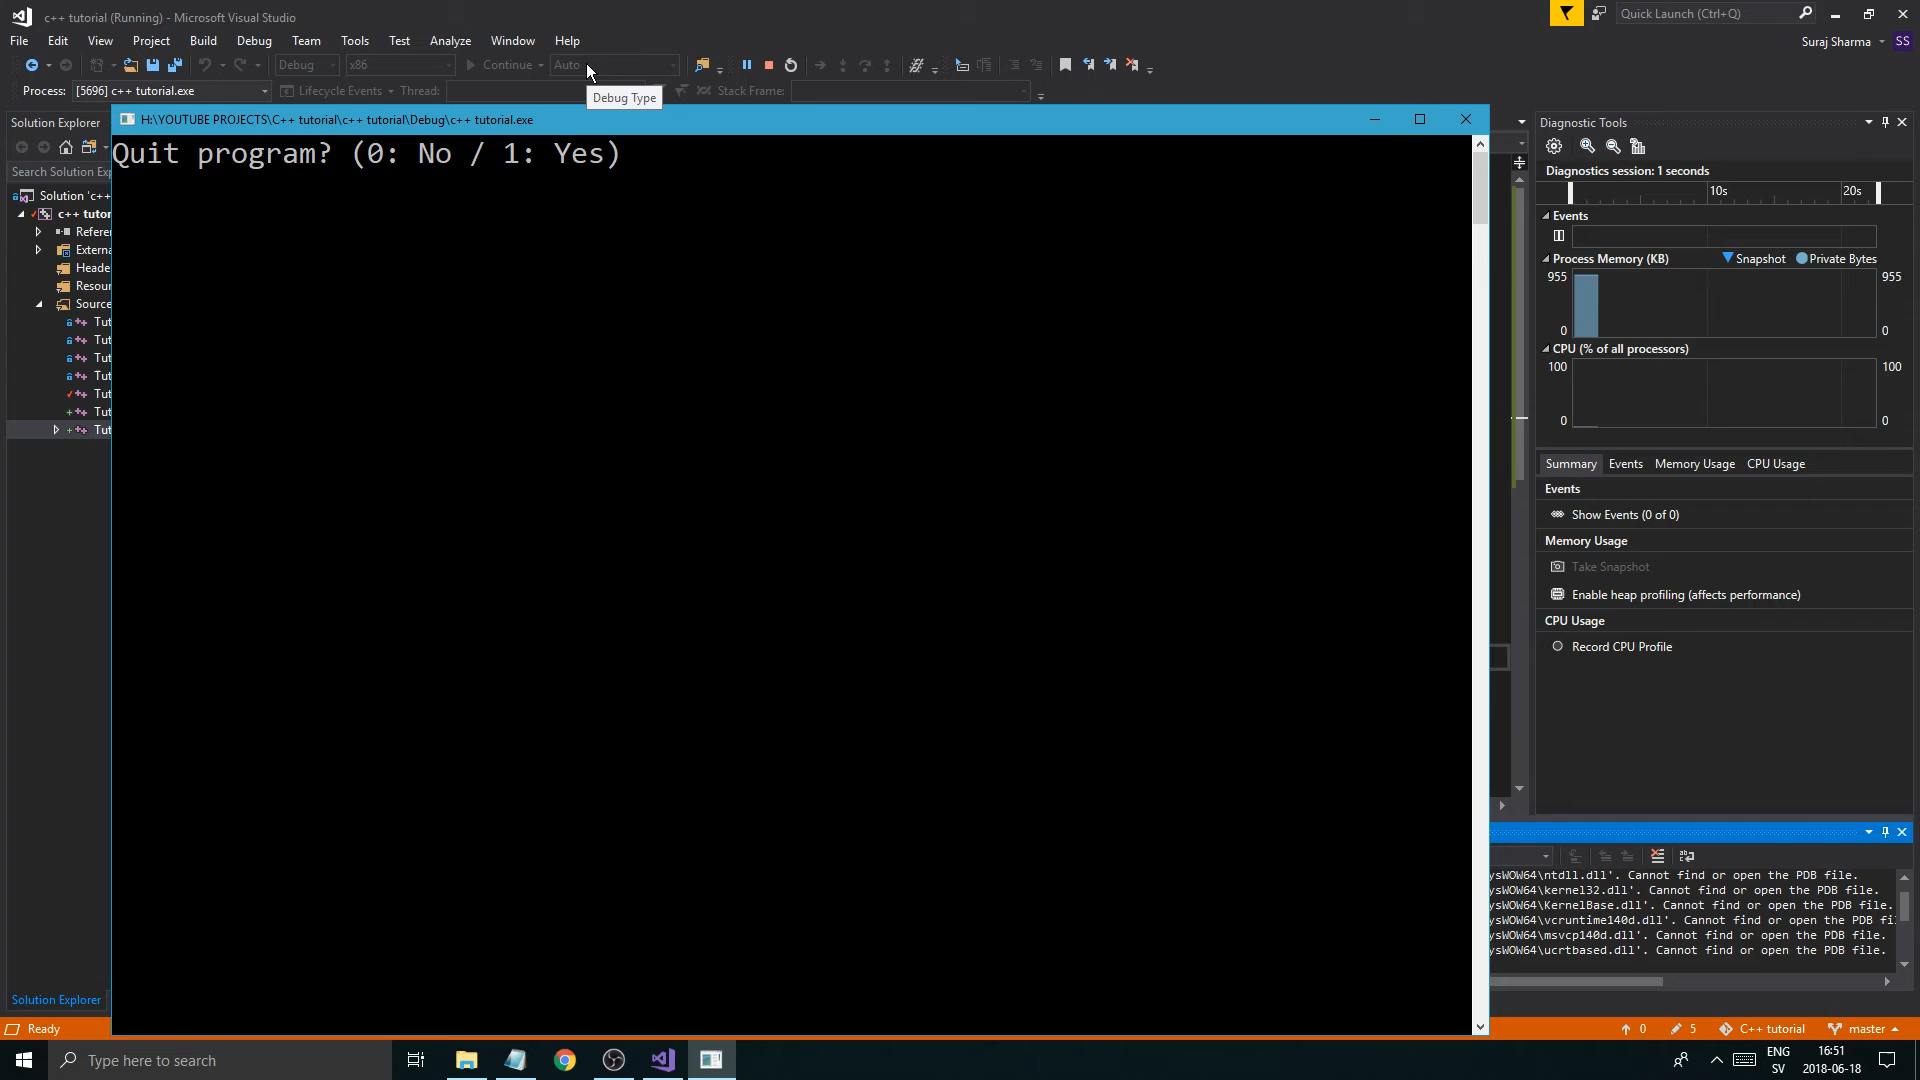 c++ tutorial (Running) - Microsoft Visual Studio
Quick Launch (Ctrl+Q)
File Edit View Project Build Debug Team Tools Test Analyze Window Help
Suraj Sharma SS
Debug x86 Continue Auto
Process: [5696] c++ tutorial.exe Lifecycle Events Thread: Stack Frame:
Debug Type
Solution Explorer
Search Solution Exp
Solution 'c++
c++ tutor
Refere
Externa
Heade
Resour
Source
Tut
Tut
Tut
Tut
Tut
Tut
Tut
Solution Explorer
H:\YOUTUBE PROJECTS\C++ tutorial\c++ tutorial\Debug\c++ tutorial.exe
Quit program? (0: No / 1: Yes)
Diagnostic Tools
Diagnostics session: 1 seconds
10s 20s
Events
Process Memory (KB) Snapshot Private Bytes
955 955
0 0
CPU (% of all processors)
100 100
0 0
Summary Events Memory Usage CPU Usage
Events
Show Events (0 of 0)
Memory Usage
Take Snapshot
Enable heap profiling (affects performance)
CPU Usage
Record CPU Profile
ysWOW64\ntdll.dll'. Cannot find or open the PDB file.
ysWOW64\kernel32.dll'. Cannot find or open the PDB file.
ysWOW64\KernelBase.dll'. Cannot find or open the PDB file.
ysWOW64\vcruntime140d.dll'. Cannot find or open the PDB fi
ysWOW64\msvcp140d.dll'. Cannot find or open the PDB file.
ysWOW64\ucrtbased.dll'. Cannot find or open the PDB file.
Ready
0 5 C++ tutorial master
Type here to search
ENG
SV
16:51
2018-06-18